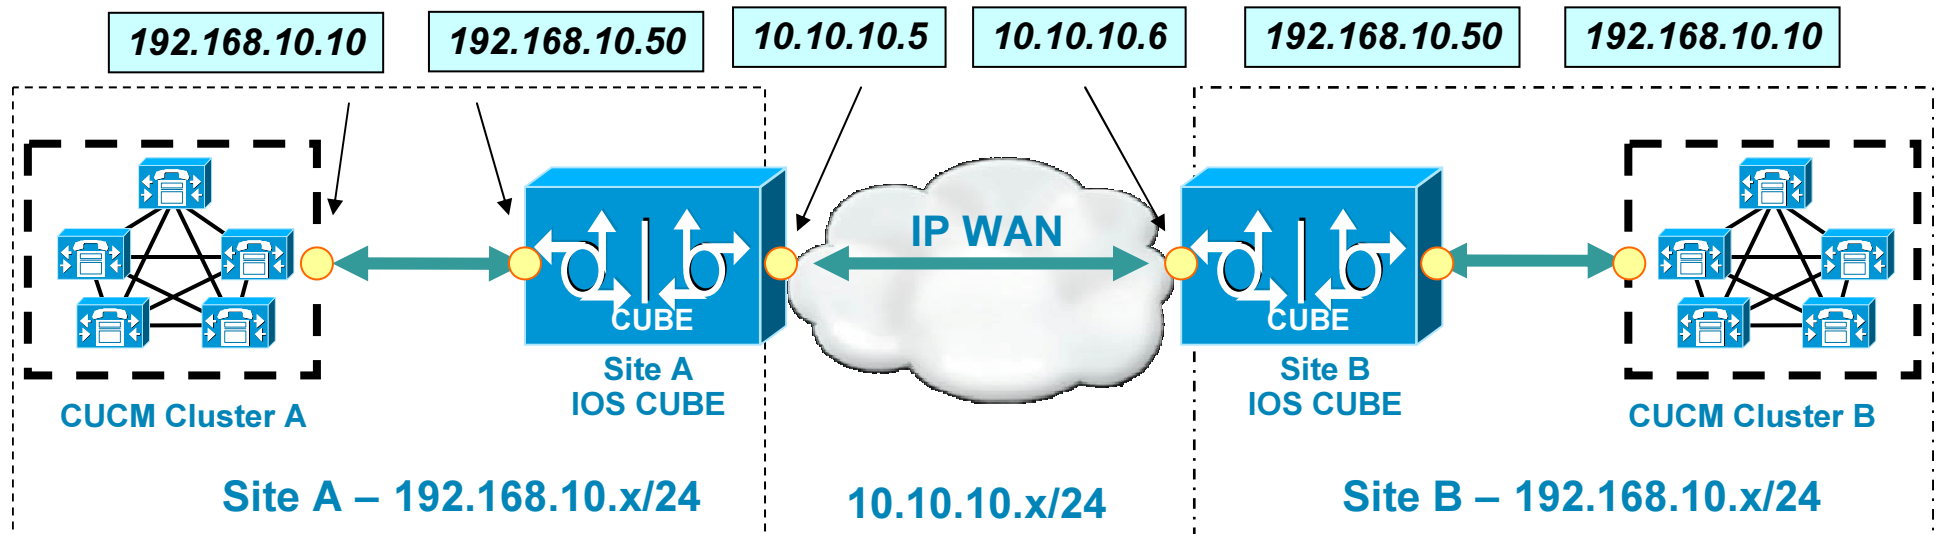 192.168.10.10
192.168.10.50
10.10.10.5
10.10.10.6
192.168.10.50
192.168.10.10
IP WAN
CUBE
CUBE
Site A
IOS CUBE
Site B
IOS CUBE
CUCM Cluster A
CUCM Cluster B
Site A – 192.168.10.x/24
10.10.10.x/24
Site B – 192.168.10.x/24